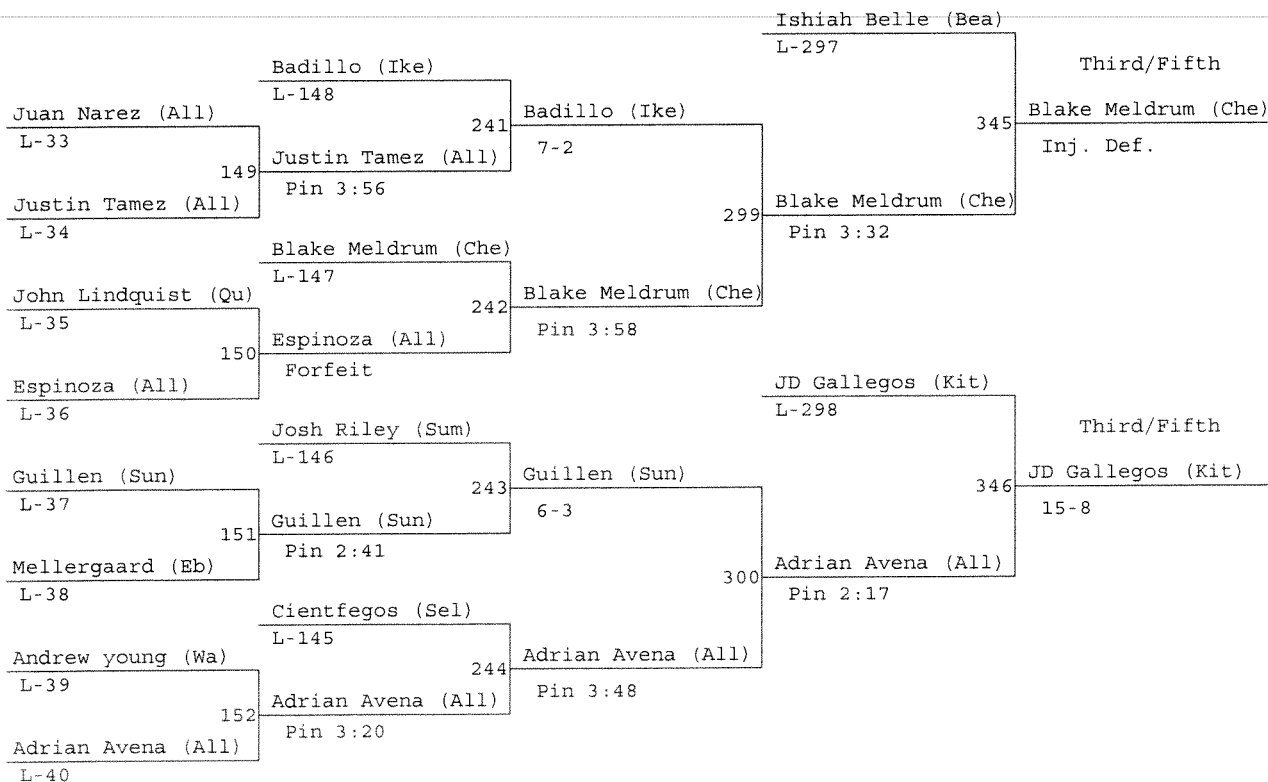 Ishiah Belle (Bea)
L-297
Third/Fifth
Badillo (Ike)
L-148
Juan Narez (All)
L-33
241
Badillo (Ike)
7-2
345
Blake Meldrum (Che)
Inj. Def.
149
Justin Tamez (All)
Pin 3:56
Justin Tamez (All)
L-34
299
Blake Meldrum (Che)
Pin 3:32
Blake Meldrum (Che)
L-147
John Lindquist (Qu)
L-35
242
Blake Meldrum (Che)
Pin 3:58
150
Espinoza (All)
Forfeit
Espinoza (All)
L-36
JD Gallegos (Kit)
L-298
Third/Fifth
Josh Riley (Sum)
L-146
Guillen (Sun)
L-37
243
Guillen (Sun)
6-3
346
JD Gallegos (Kit)
15-8
151
Guillen (Sun)
Pin 2:41
Mellergaard (Eb)
L-38
300
Adrian Avena (All)
Pin 2:17
Cientfegos (Sel)
L-145
Andrew young (Wa)
L-39
244
Adrian Avena (All)
Pin 3:48
152
Adrian Avena (All)
Pin 3:20
Adrian Avena (All)
L-40